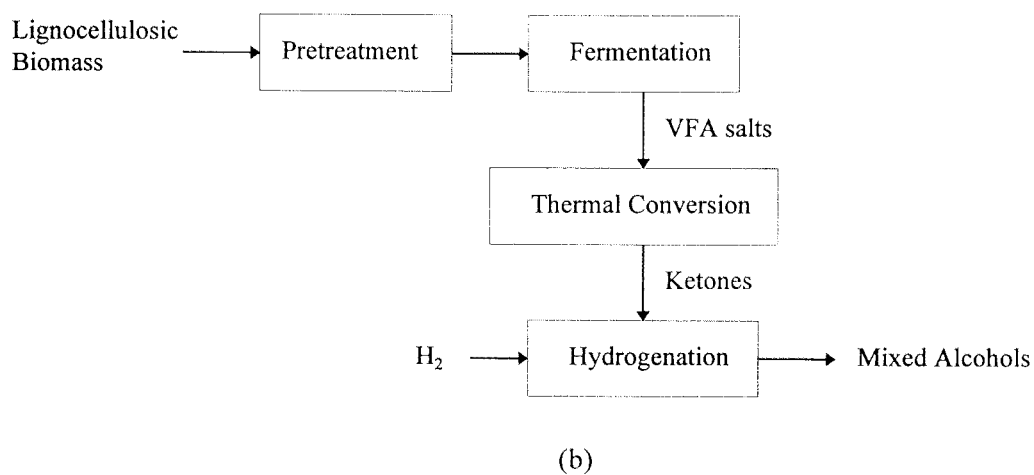 Lignocellulosic
Biomass
Pretreatment
Fermentation
VFA salts
Thermal Conversion
Ketones
H₂
Hydrogenation
Mixed Alcohols
(b)